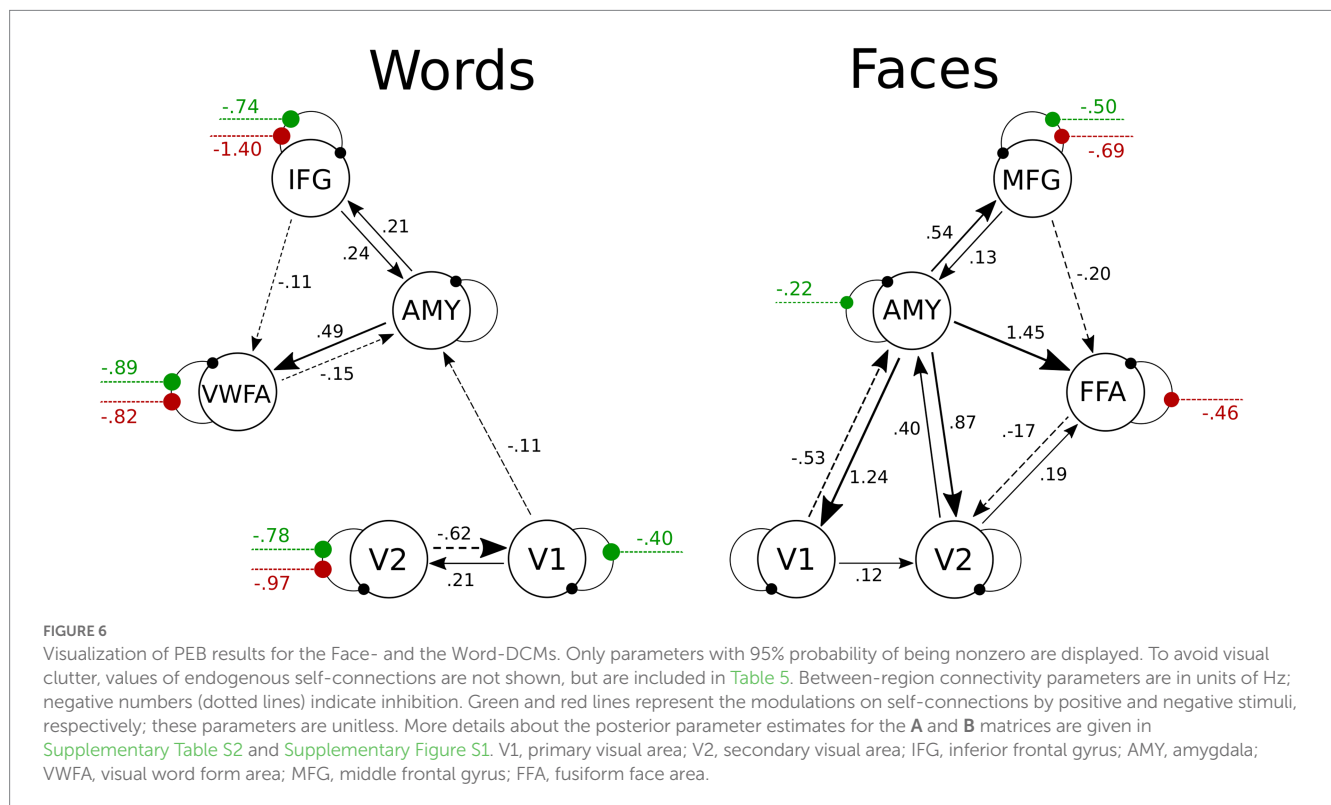 Words
Faces
-.74
-1.40
IFG
.21
.24
-.11
AMY
.49
-.15
-.89
-.82
VWFA
-.11
-.78
-.97
V2
-.62
.21
V1
-.40
-.50
-.69
MFG
.54
.13
-.20
-.22
AMY
1.45
FFA
-.46
-.53
1.24
.40
.87
.-17
.19
V1
.12
V2
FIGURE 6
Visualization of PEB results for the Face- and the Word-DCMs. Only parameters with 95% probability of being nonzero are displayed. To avoid visual
clutter, values of endogenous self-connections are not shown, but are included in Table 5. Between-region connectivity parameters are in units of Hz;
negative numbers (dotted lines) indicate inhibition. Green and red lines represent the modulations on self-connections by positive and negative stimuli,
respectively; these parameters are unitless. More details about the posterior parameter estimates for the A and B matrices are given in
Supplementary Table S2 and Supplementary Figure S1. V1, primary visual area; V2, secondary visual area; IFG, inferior frontal gyrus; AMY, amygdala;
VWFA, visual word form area; MFG, middle frontal gyrus; FFA, fusiform face area.